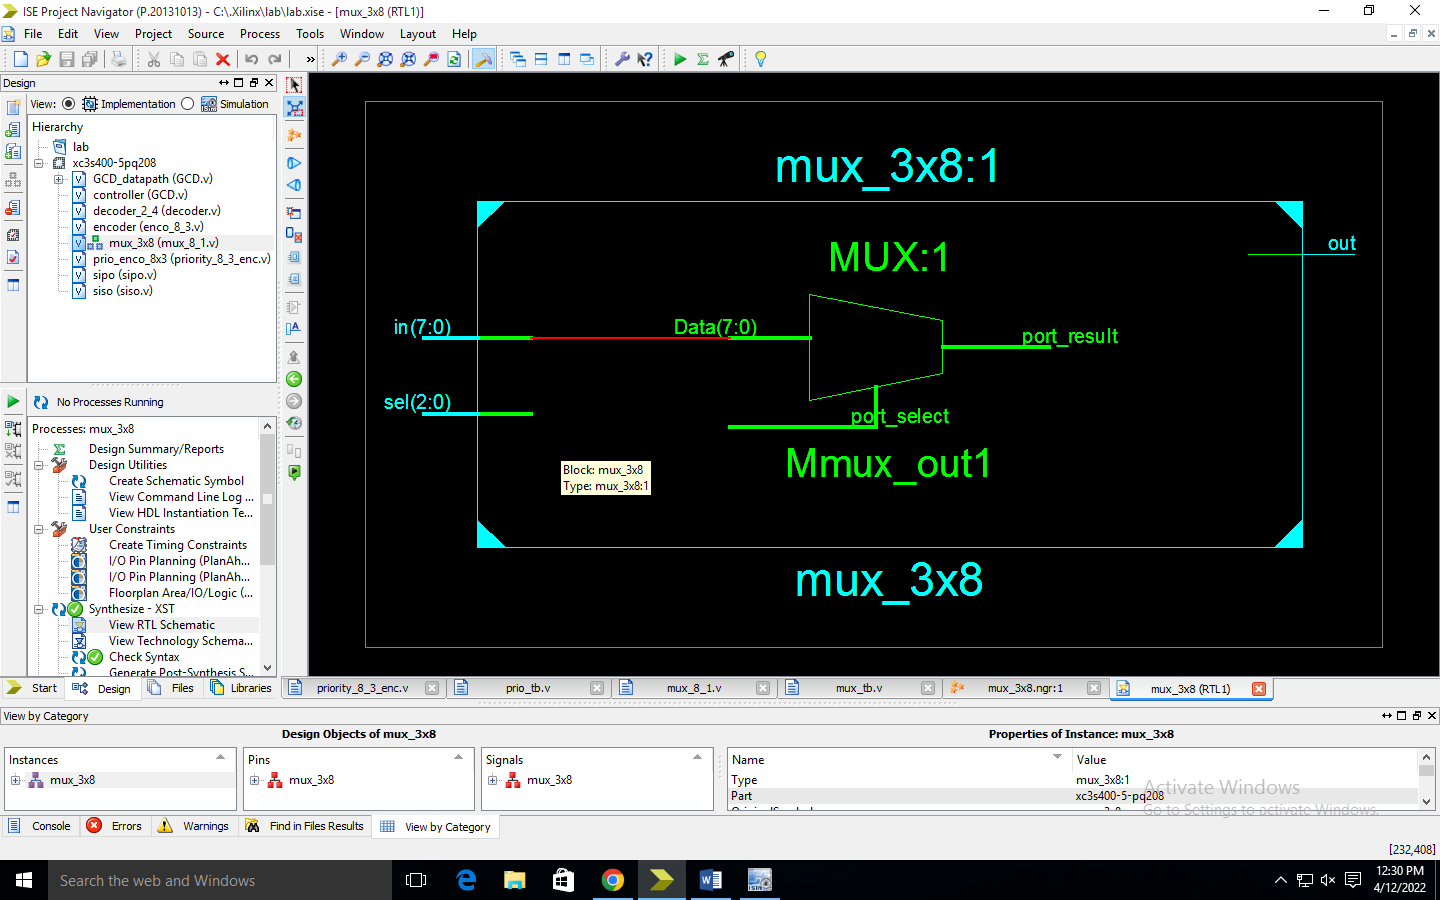 ISE Project Navigator (P.20131013) - C:\.Xilinx\lab\lab.xise - [mux_3x8 (RTL1)]
File Edit View Project Source Process Tools Window Layout Help
Design
View: Implementation Simulation
Hierarchy
lab
xc3s400-5pq208
GCD_datapath (GCD.v)
controller (GCD.v)
decoder_2_4 (decoder.v)
encoder (enco_8_3.v)
mux_3x8 (mux_8_1.v)
prio_enco_8x3 (priority_8_3_enc.v)
sipo (sipo.v)
siso (siso.v)
No Processes Running
Processes: mux_3x8
Design Summary/Reports
Design Utilities
Create Schematic Symbol
View Command Line Log ...
View HDL Instantiation Te...
User Constraints
Create Timing Constraints
I/O Pin Planning (PlanAh...
I/O Pin Planning (PlanAh...
Floorplan Area/IO/Logic (...
Synthesize - XST
View RTL Schematic
View Technology Schema...
Check Syntax
Generate Post-Synthesis S...
Start Design Files Libraries
mux_3x8:1
MUX:1
out
in(7:0)
Data(7:0)
port_result
sel(2:0)
port_select
Mmux_out1
Block: mux_3x8
Type: mux_3x8:1
mux_3x8
priority_8_3_enc.v prio_tb.v mux_8_1.v mux_tb.v mux_3x8.ngr:1 mux_3x8 (RTL1)
View by Category
Design Objects of mux_3x8
Properties of Instance: mux_3x8
Instances Pins Signals Name Value
mux_3x8 mux_3x8 mux_3x8 Type mux_3x8:1
Part xc3s400-5-pq208
Activate Windows
Go to Settings to activate Windows.
Console Errors Warnings Find in Files Results View by Category
[232,408]
Search the web and Windows
12:30 PM
4/12/2022